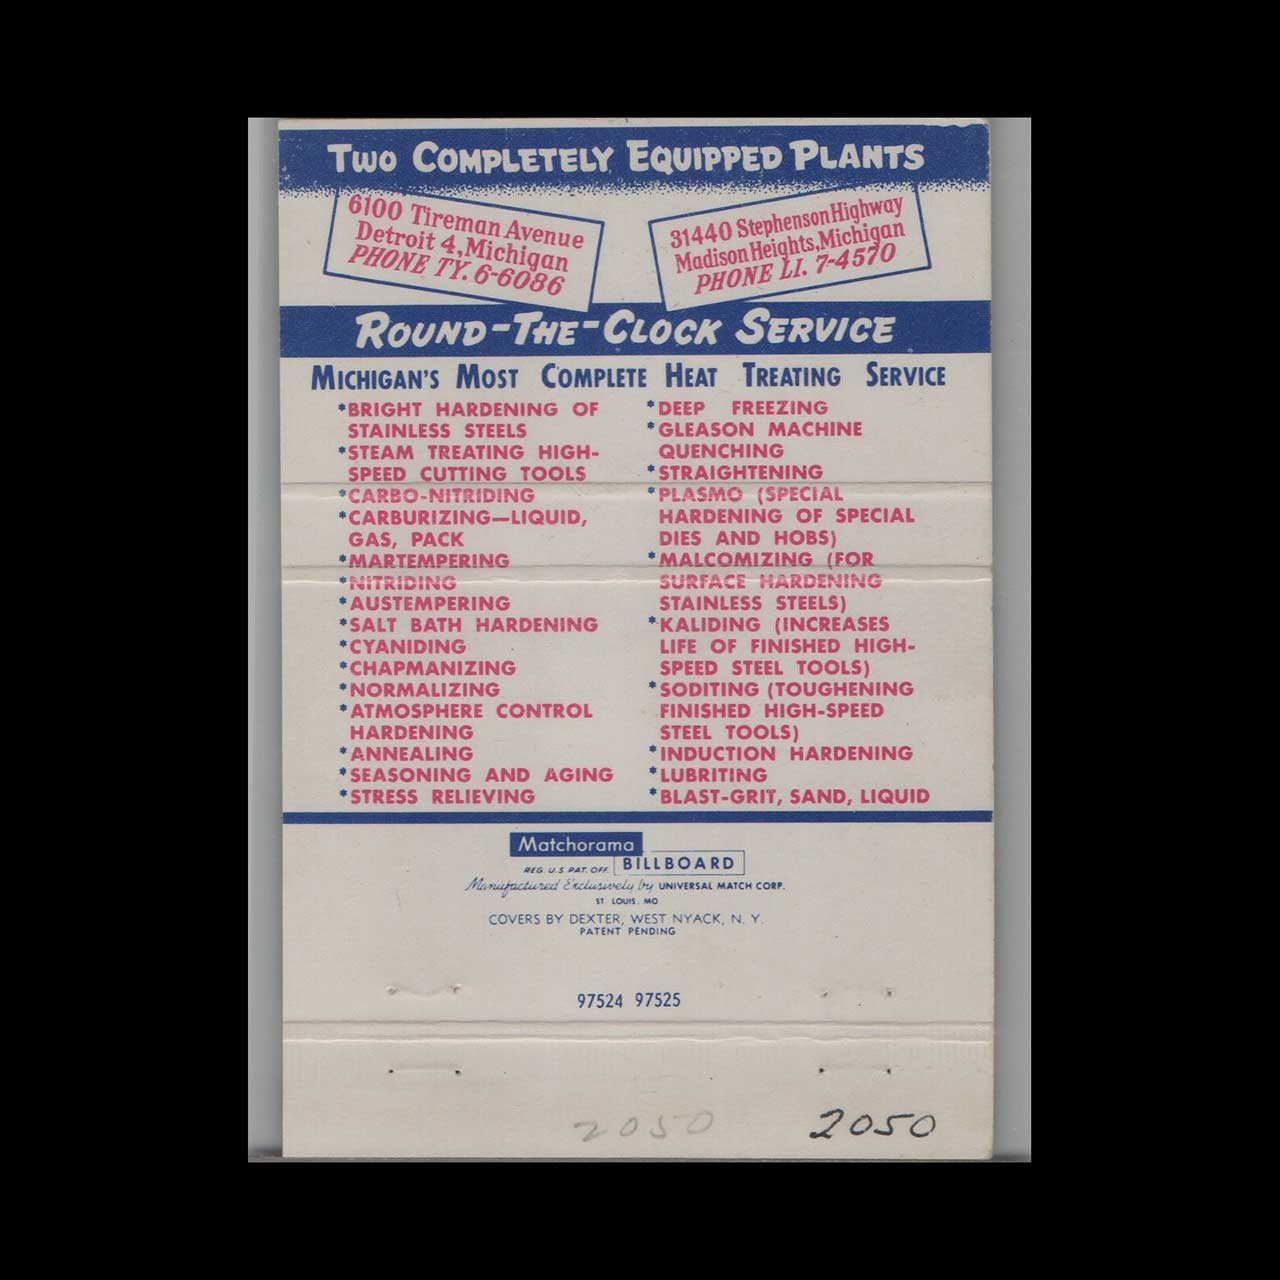 TWO COMPLETELY EQUIPPED PLANTS
6100 Tireman Avenue
Detroit 4, Michigan
PHONE TY. 6-6086
31440 Stephenson Highway
Madison Heights, Michigan
PHONE LI. 7-4570
ROUND-THE-CLOCK SERVICE
MICHIGAN'S MOST COMPLETE HEAT TREATING SERVICE
*BRIGHT HARDENING OF
STAINLESS STEELS
*STEAM TREATING HIGH-
SPEED CUTTING TOOLS
*CARBO-NITRIDING
*CARBURIZING—LIQUID,
GAS, PACK
*MARTEMPERING
*NITRIDING
*AUSTEMPERING
*SALT BATH HARDENING
*CYANIDING
*CHAPMANIZING
*NORMALIZING
*ATMOSPHERE CONTROL
HARDENING
*ANNEALING
*SEASONING AND AGING
*STRESS RELIEVING
*DEEP FREEZING
*GLEASON MACHINE
QUENCHING
*STRAIGHTENING
*PLASMO (SPECIAL
HARDENING OF SPECIAL
DIES AND HOBS)
*MALCOMIZING (FOR
SURFACE HARDENING
STAINLESS STEELS)
*KALIDING (INCREASES
LIFE OF FINISHED HIGH-
SPEED STEEL TOOLS)
*SODITING (TOUGHENING
FINISHED HIGH-SPEED
STEEL TOOLS)
*INDUCTION HARDENING
*LUBRITING
*BLAST-GRIT, SAND, LIQUID
Matchorama
REG. U.S PAT. OFF. BILLBOARD
Manufactured Exclusively by UNIVERSAL MATCH CORP.
ST. LOUIS. MO
COVERS BY DEXTER, WEST NYACK, N. Y.
PATENT PENDING
97524 97525
2050 2050